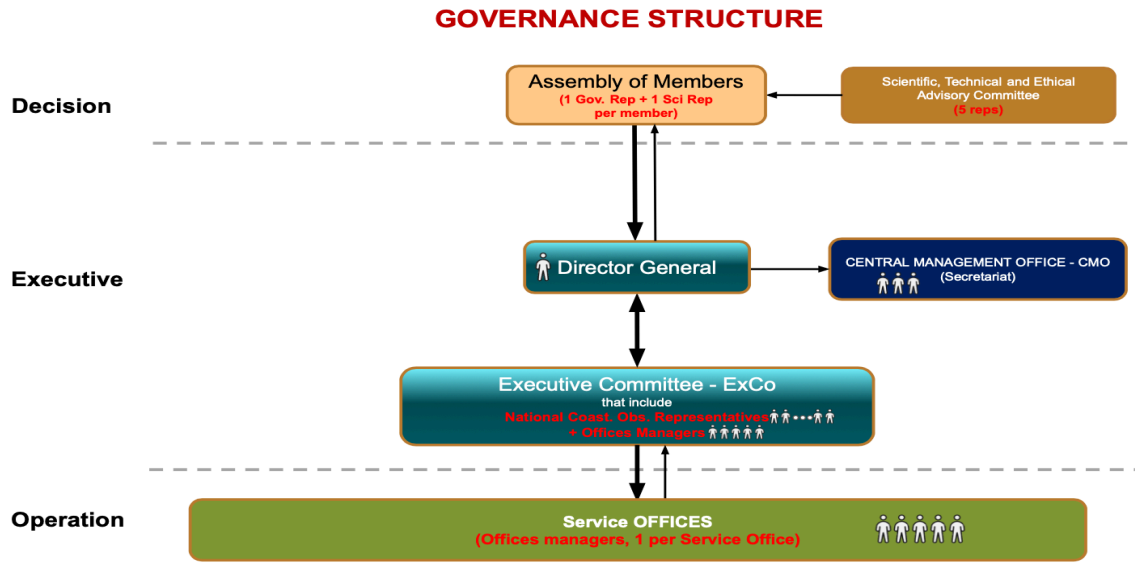 GOVERNANCE STRUCTURE
Decision
Assembly of Members
(1 Gov. Rep + 1 Sci Rep
per member)
Scientific, Technical and Ethical
Advisory Committee
(5 reps)
Executive
Director General
CENTRAL MANAGEMENT OFFICE - CMO
(Secretariat)
Executive Committee - ExCo
that include
National Coast. Obs. Representatives
+ Offices Managers
Operation
Service OFFICES
(Offices managers, 1 per Service Office)